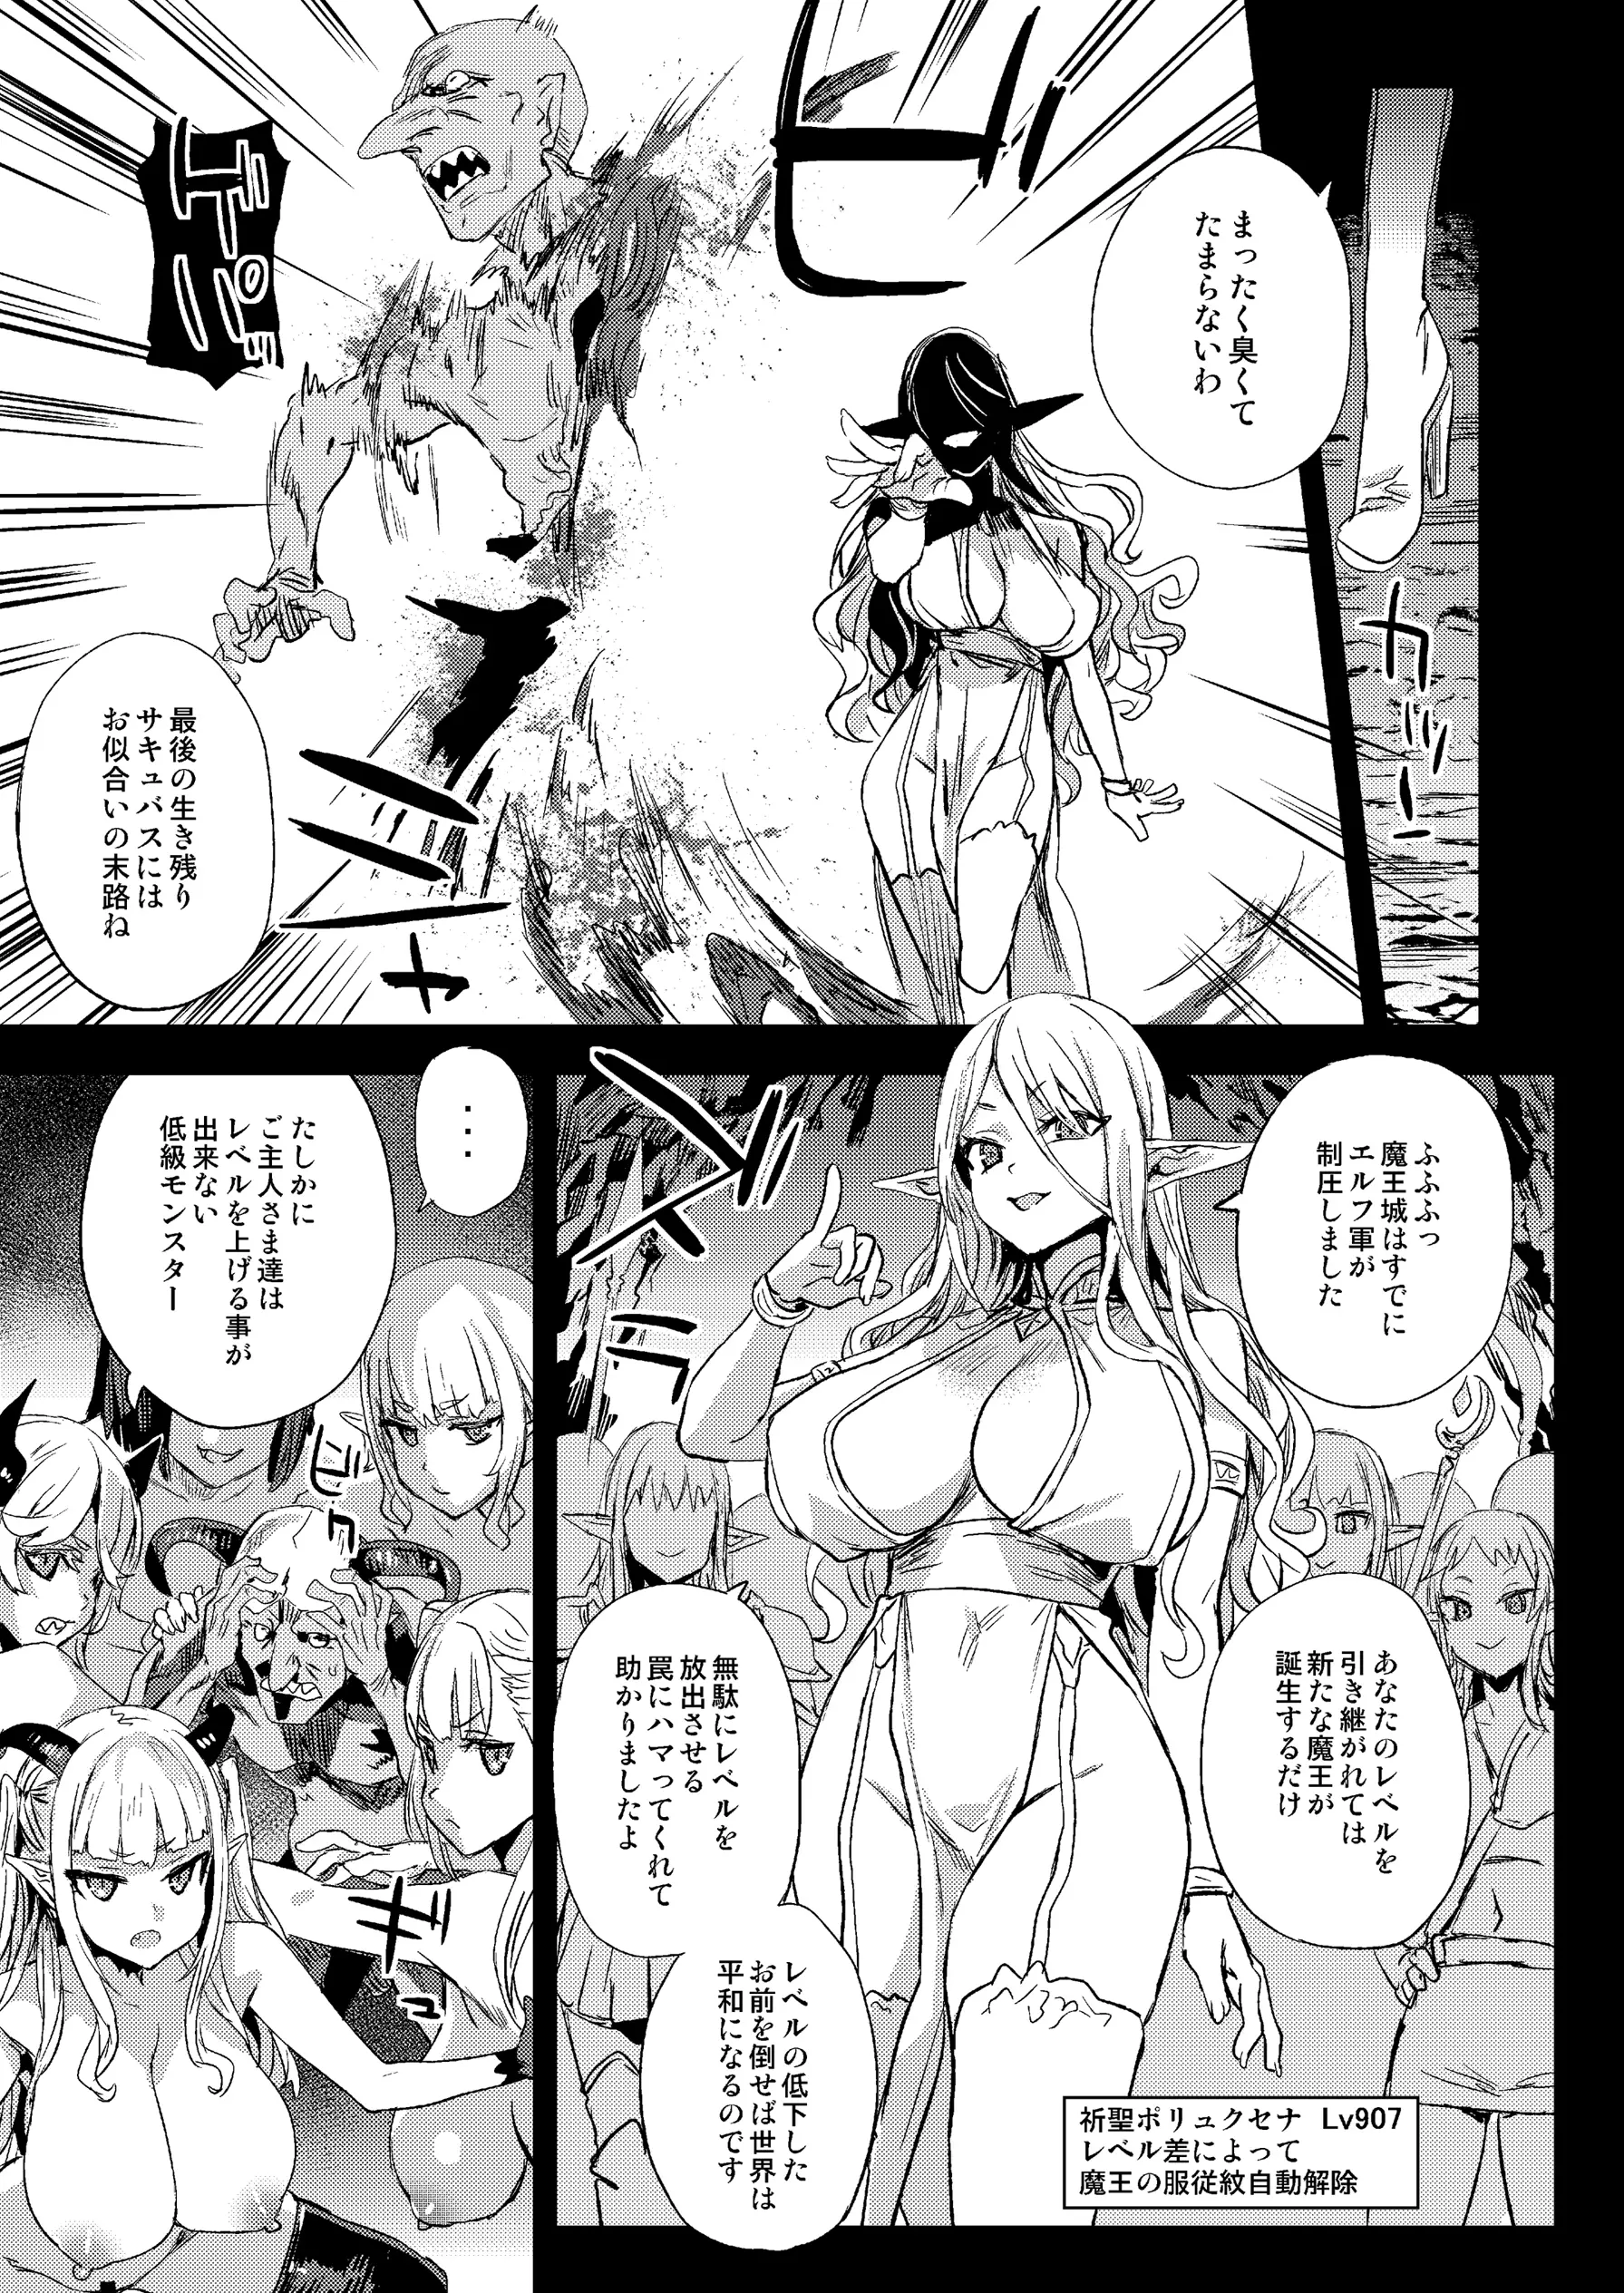 まったく臭くて
たまらないわ
カツーー
ゲピッ
最後の生き残り
サキュバスには
お似合いの末路ね
ふふふっ
魔王城はすでに
エルフ軍が
制圧しました
あなたのレベルを
引き継がれては
新たな魔王が
誕生するだけ
無駄にレベルを
放出させる
罠にハマってくれて
助かりましたよ
レベルの低下した
お前を倒せば世界は
平和になるのです
祈聖ポリュクセナ Lv907
レベル差によって
魔王の服従紋自動解除
・・・
たしかに
ご主人さま達は
レベルを上げる事が
出来ない
低級モンスター
ビクッ
ギュッ